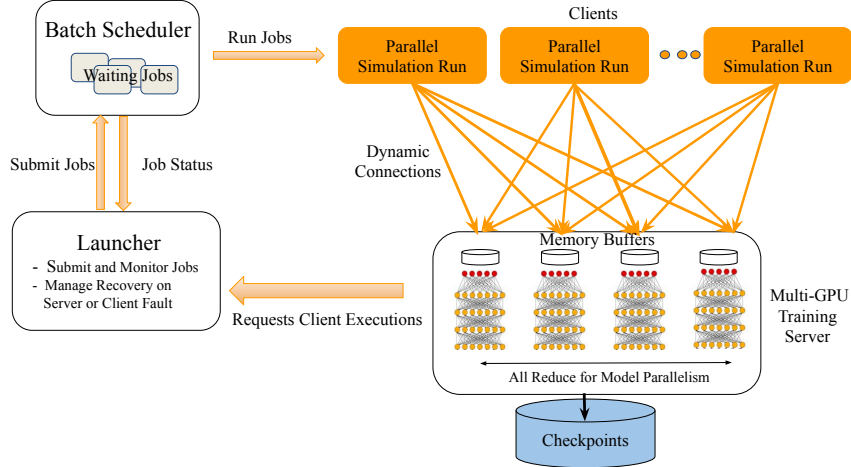 Batch Scheduler
Waiting Jobs
Run Jobs
Clients
Parallel
Simulation Run
Parallel
Simulation Run
Parallel
Simulation Run
Submit Jobs
Job Status
Dynamic
Connections
Launcher
- Submit and Monitor Jobs
- Manage Recovery on
Server or Client Fault
Requests Client Executions
Memory Buffers
Multi-GPU
Training
Server
All Reduce for Model Parallelism
Checkpoints